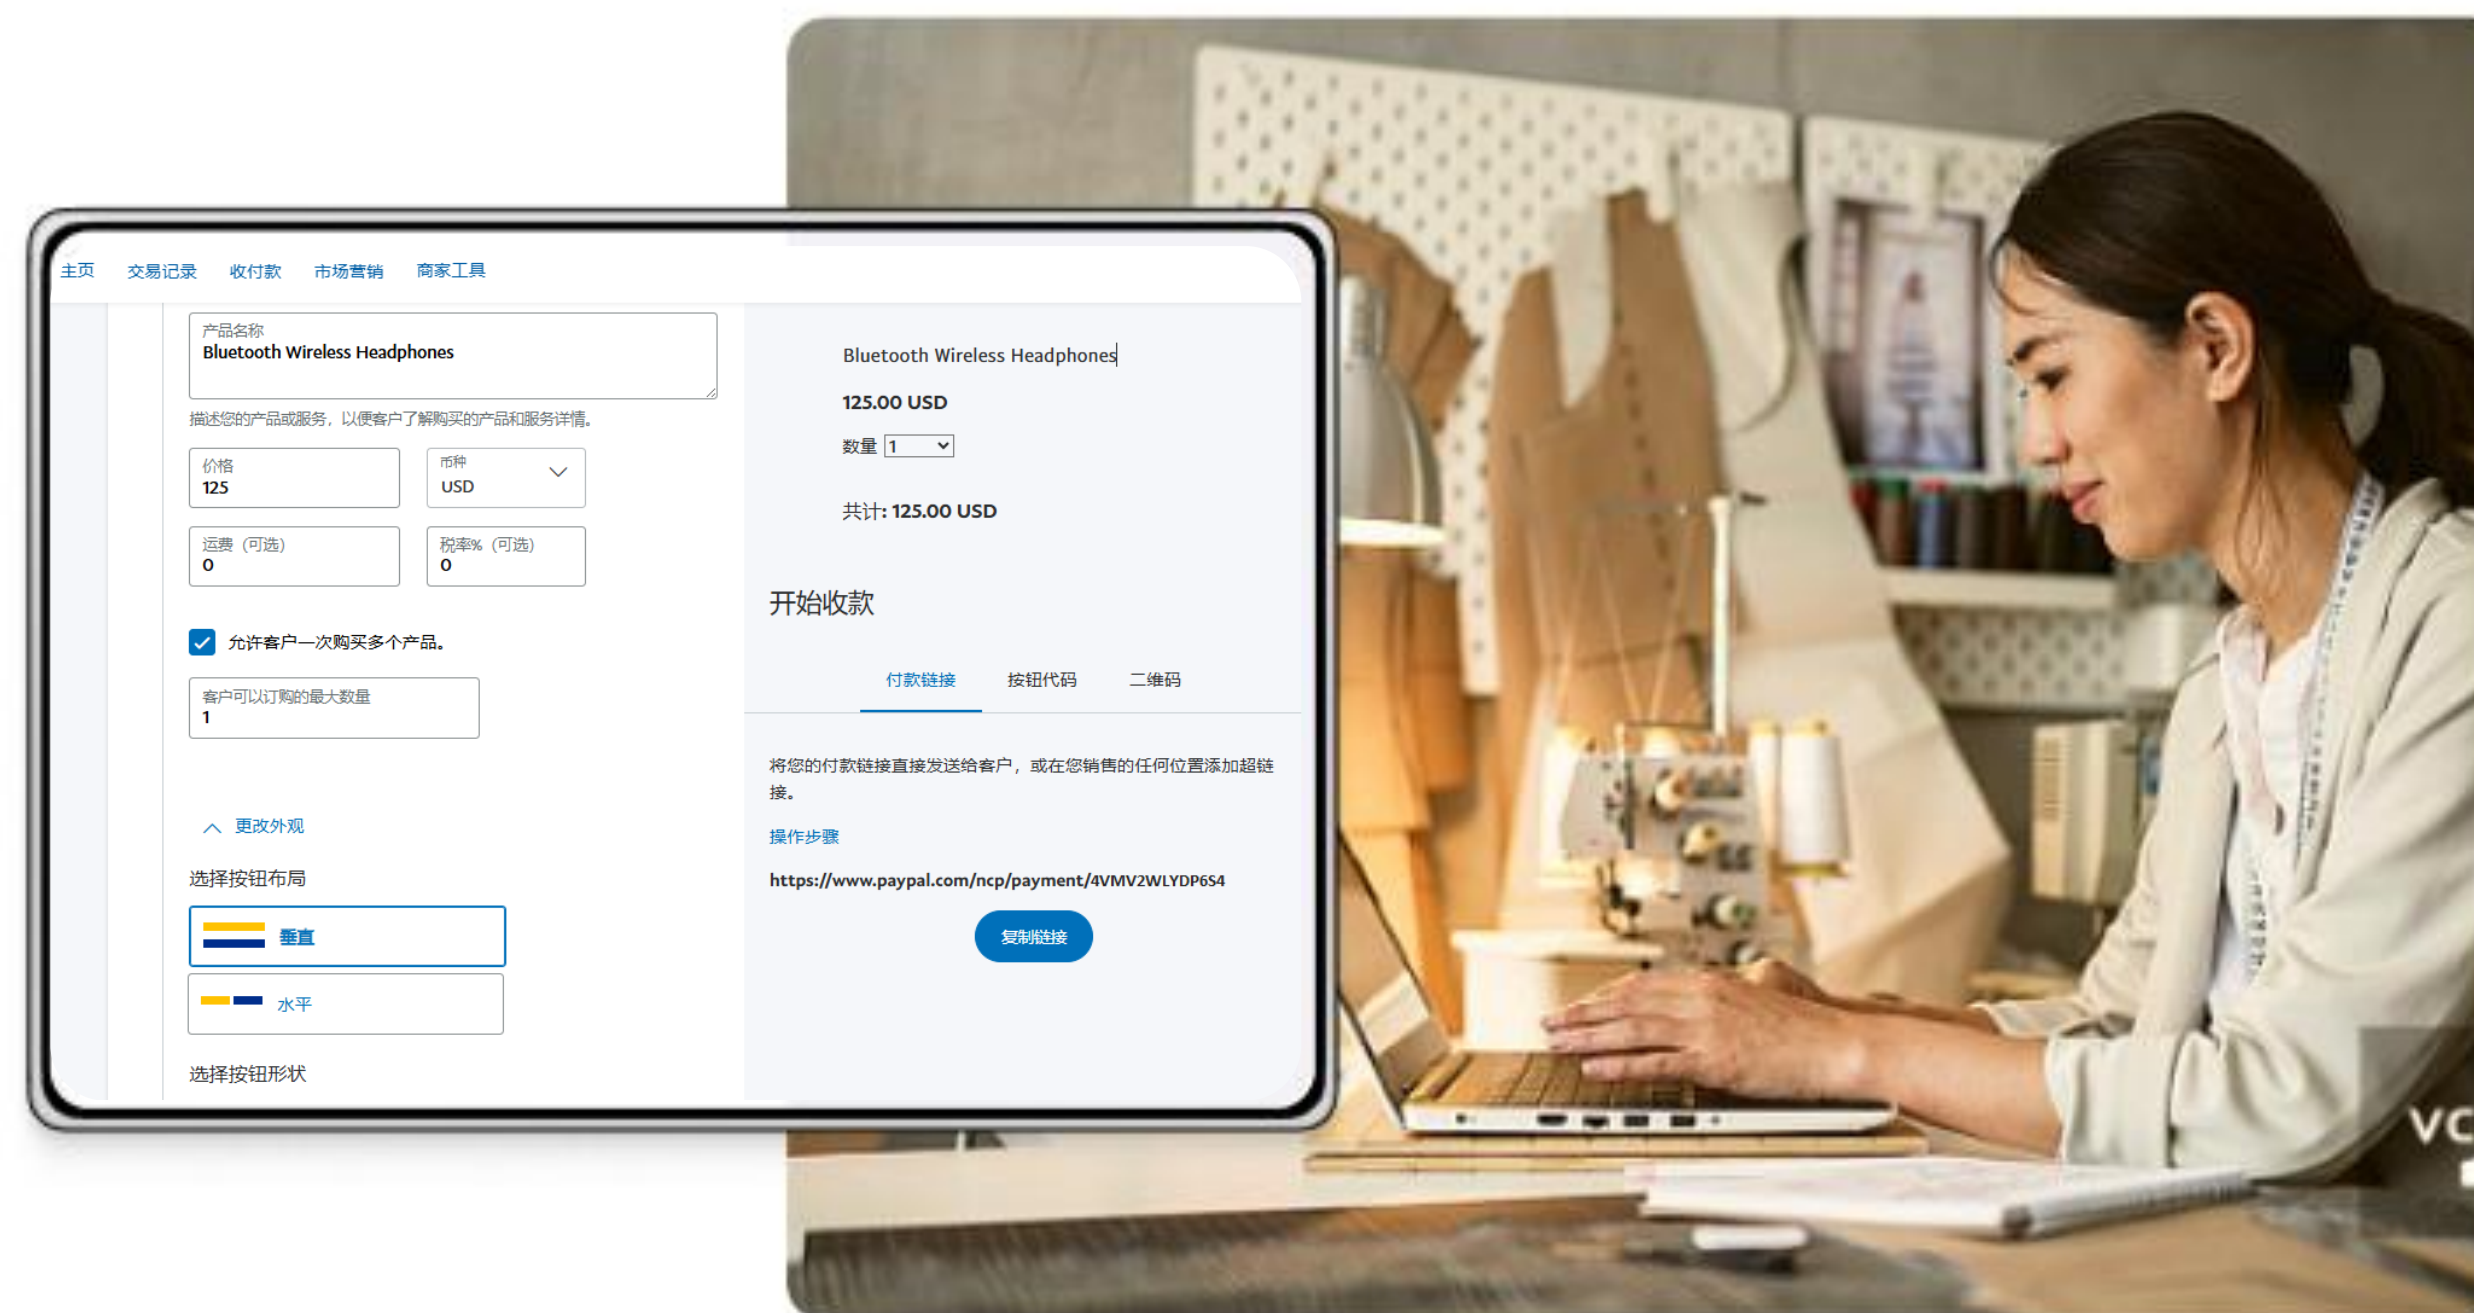 主页 交易记录 收付款 市场营销 商家工具
产品名称
Bluetooth Wireless Headphones
描述您的产品或服务，以便客户了解购买的产品和服务详情。
价格
125
币种
USD
运费（可选）
0
税率%（可选）
0
允许客户一次购买多个产品。
客户可以订购的最大数量
1
更改外观
选择按钮布局
垂直
水平
选择按钮形状
Bluetooth Wireless Headphones
125.00 USD
数量 1
共计: 125.00 USD
开始收款
付款链接 按钮代码 二维码
将您的付款链接直接发送给客户，或在您销售的任何位置添加超链
接。
操作步骤
https://www.paypal.com/ncp/payment/4VMV2WLYDP6S4
复制链接